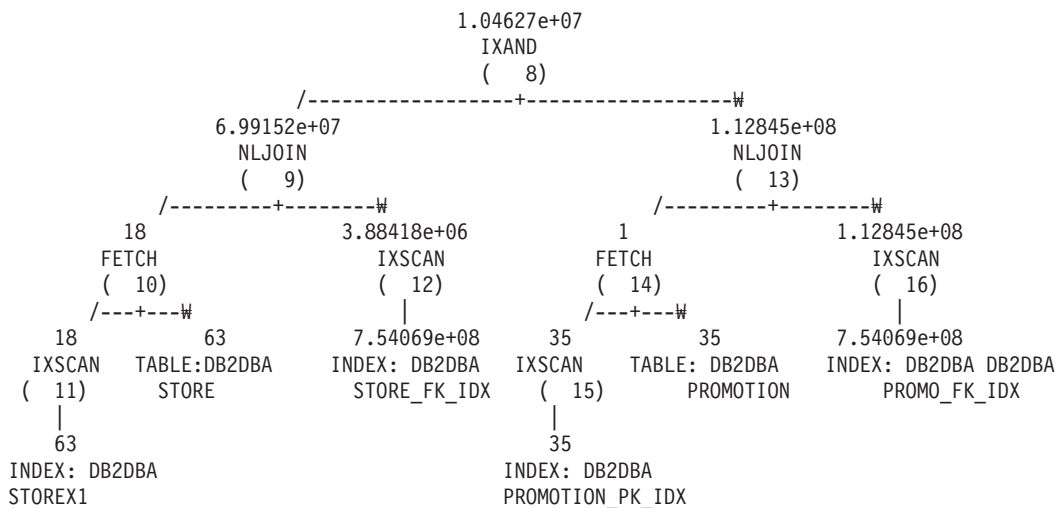 1.04627e+07
IXAND
( 8)
/------------------+------------------₩
6.99152e+07 1.12845e+08
NLJOIN NLJOIN
( 9) ( 13)
/---------+--------₩ /---------+--------₩
18 3.88418e+06 1 1.12845e+08
FETCH IXSCAN FETCH IXSCAN
( 10) ( 12) ( 14) ( 16)
/---+---₩ | /---+---₩ |
18 63 7.54069e+08 35 35 7.54069e+08
IXSCAN TABLE:DB2DBA INDEX: DB2DBA IXSCAN TABLE: DB2DBA INDEX: DB2DBA DB2DBA
( 11) STORE STORE_FK_IDX ( 15) PROMOTION PROMO_FK_IDX
| |
63 35
INDEX: DB2DBA INDEX: DB2DBA
STOREX1 PROMOTION_PK_IDX